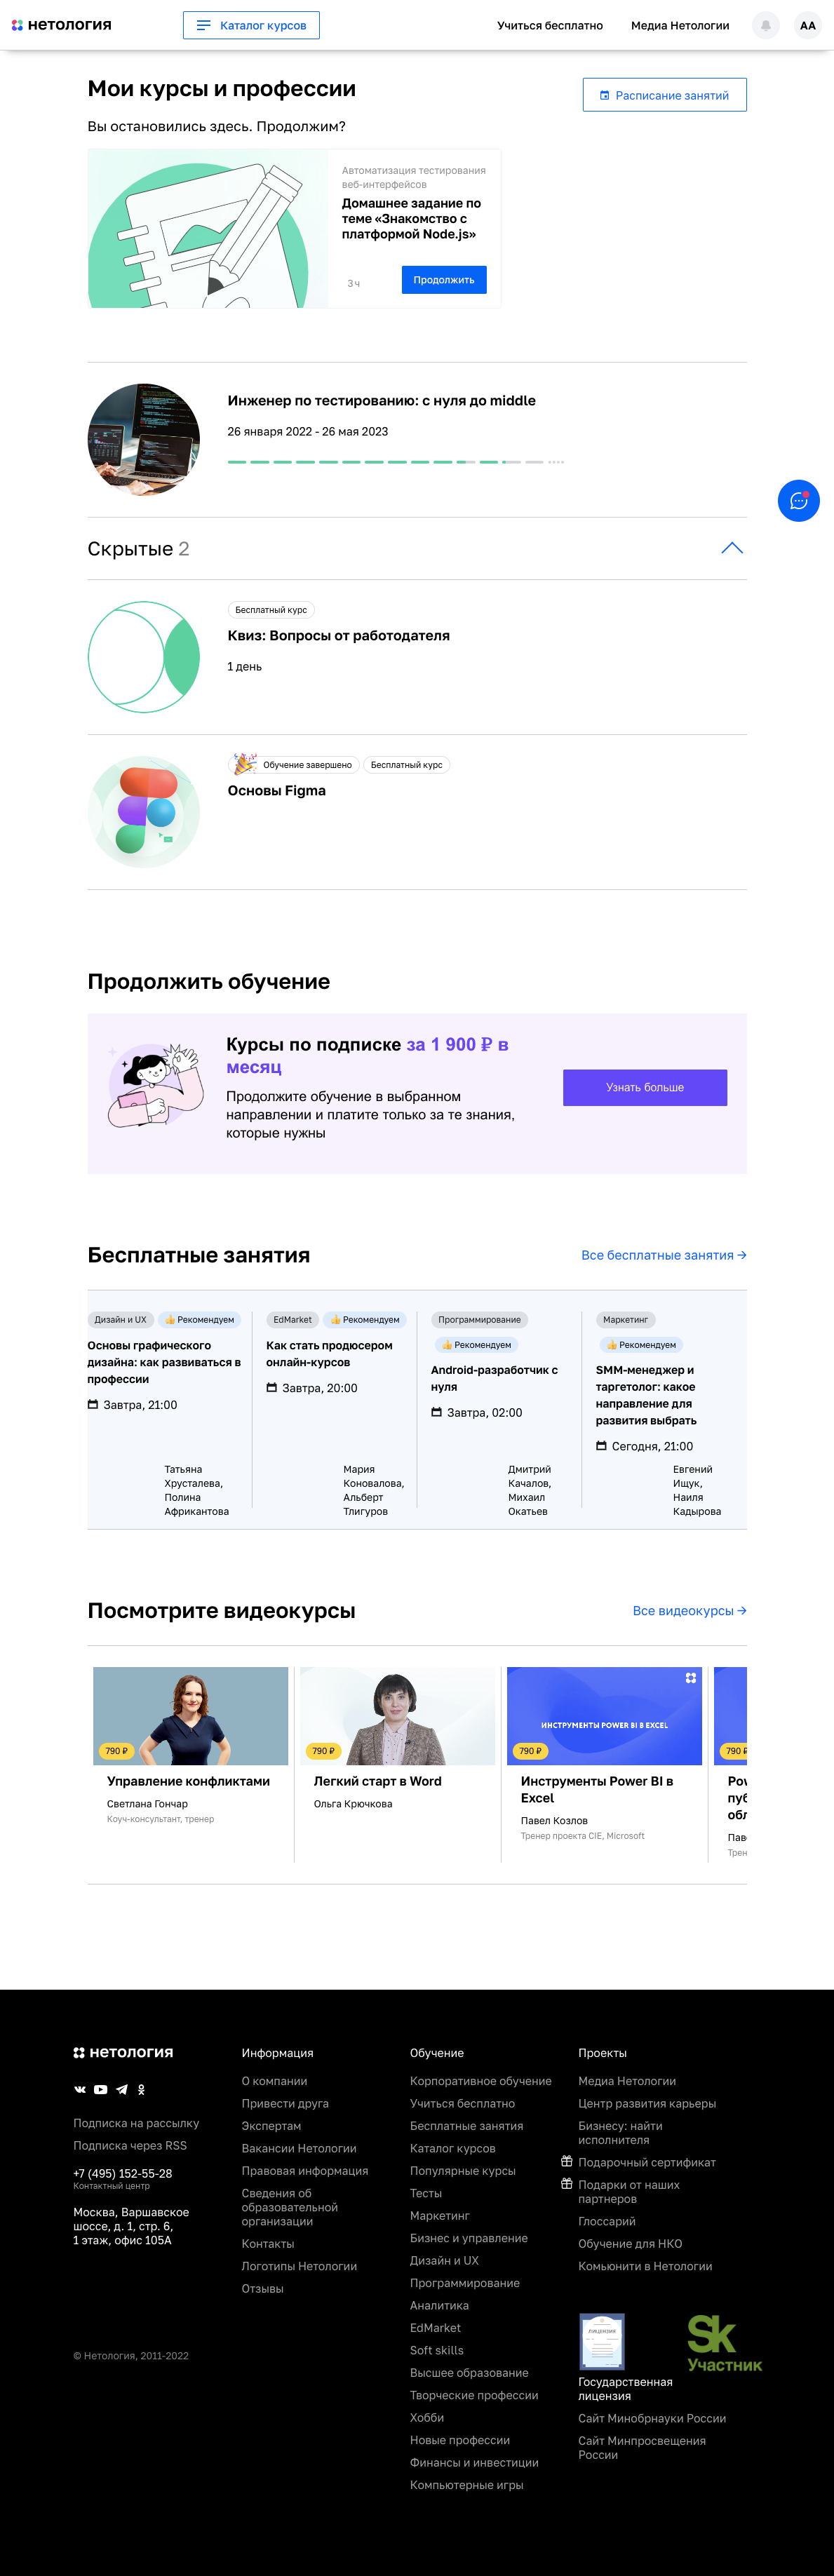 нетология
Каталог курсов
Учиться бесплатно
Медиа Нетологии
АА
Мои курсы и профессии
Расписание занятий
Вы остановились здесь. Продолжим?
Автоматизация тестирования
веб-интерфейсов
Домашнее задание по
теме «Знакомство с
платформой Node.js»
3 ч
Продолжить
Инженер по тестированию: с нуля до middle
26 января 2022 - 26 мая 2023
Скрытые 2
Бесплатный курс
Квиз: Вопросы от работодателя
1 день
Обучение завершено
Бесплатный курс
Основы Figma
Продолжить обучение
Курсы по подписке за 1 900 ₽ в
месяц
Продолжите обучение в выбранном
направлении и платите только за те знания,
которые нужны
Узнать больше
Бесплатные занятия
Все бесплатные занятия →
Дизайн и UX
👍 Рекомендуем
Основы графического
дизайна: как развиваться в
профессии
Завтра, 21:00
Татьяна
Хрусталева,
Полина
Африкантова
EdMarket
👍 Рекомендуем
Как стать продюсером
онлайн-курсов
Завтра, 20:00
Мария
Коновалова,
Альберт
Тлигуров
Программирование
👍 Рекомендуем
Android-разработчик с
нуля
Завтра, 02:00
Дмитрий
Качалов,
Михаил
Окатьев
Маркетинг
👍 Рекомендуем
SMM-менеджер и
таргетолог: какое
направление для
развития выбрать
Сегодня, 21:00
Евгений
Ищук,
Наиля
Кадырова
Посмотрите видеокурсы
Все видеокурсы →
790 ₽
Управление конфликтами
Светлана Гончар
Коуч-консультант, тренер
790 ₽
Легкий старт в Word
Ольга Крючкова
ИНСТРУМЕНТЫ POWER BI В EXCEL
790 ₽
Инструменты Power BI в
Excel
Павел Козлов
Тренер проекта CIE, Microsoft
790 ₽
нетология
Подписка на рассылку
Подписка через RSS
+7 (495) 152-55-28
Контактный центр
Москва, Варшавское
шоссе, д. 1, стр. 6,
1 этаж, офис 105А
© Нетология, 2011-2022
Информация
О компании
Привести друга
Экспертам
Вакансии Нетологии
Правовая информация
Сведения об
образовательной
организации
Контакты
Логотипы Нетологии
Отзывы
Обучение
Корпоративное обучение
Учиться бесплатно
Бесплатные занятия
Каталог курсов
Популярные курсы
Тесты
Маркетинг
Бизнес и управление
Дизайн и UX
Программирование
Аналитика
EdMarket
Soft skills
Высшее образование
Творческие профессии
Хобби
Новые профессии
Финансы и инвестиции
Компьютерные игры
Проекты
Медиа Нетологии
Центр развития карьеры
Бизнесу: найти
исполнителя
Подарочный сертификат
Подарки от наших
партнеров
Глоссарий
Обучение для НКО
Комьюнити в Нетологии
ЛИЦЕНЗИЯ
Государственная
лицензия
Sk
Участник
Сайт Минобрнауки России
Сайт Минпросвещения
России